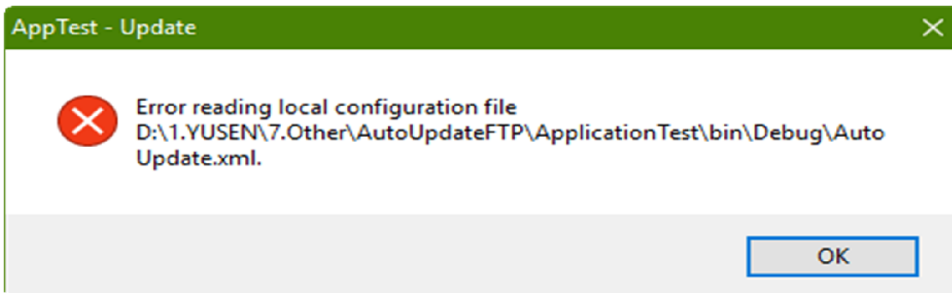 AppTest - Update
Error reading local configuration file
D:\1.YUSEN\7.Other\AutoUpdateFTP\ApplicationTest\bin\Debug\Auto
Update.xml.
OK